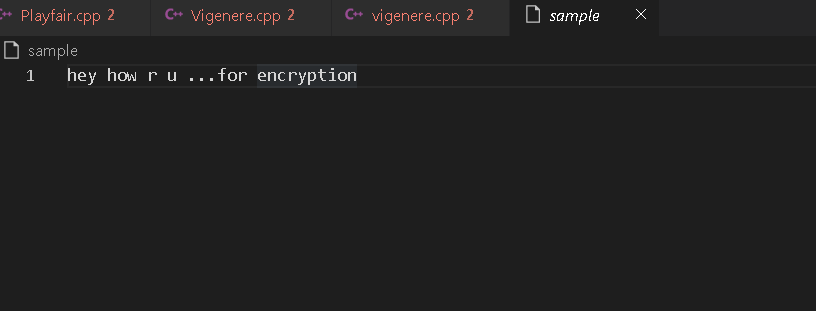 Playfair.cpp 2 Vigenere.cpp 2 vigenere.cpp 2 sample
sample
1 hey how r u ...for encryption